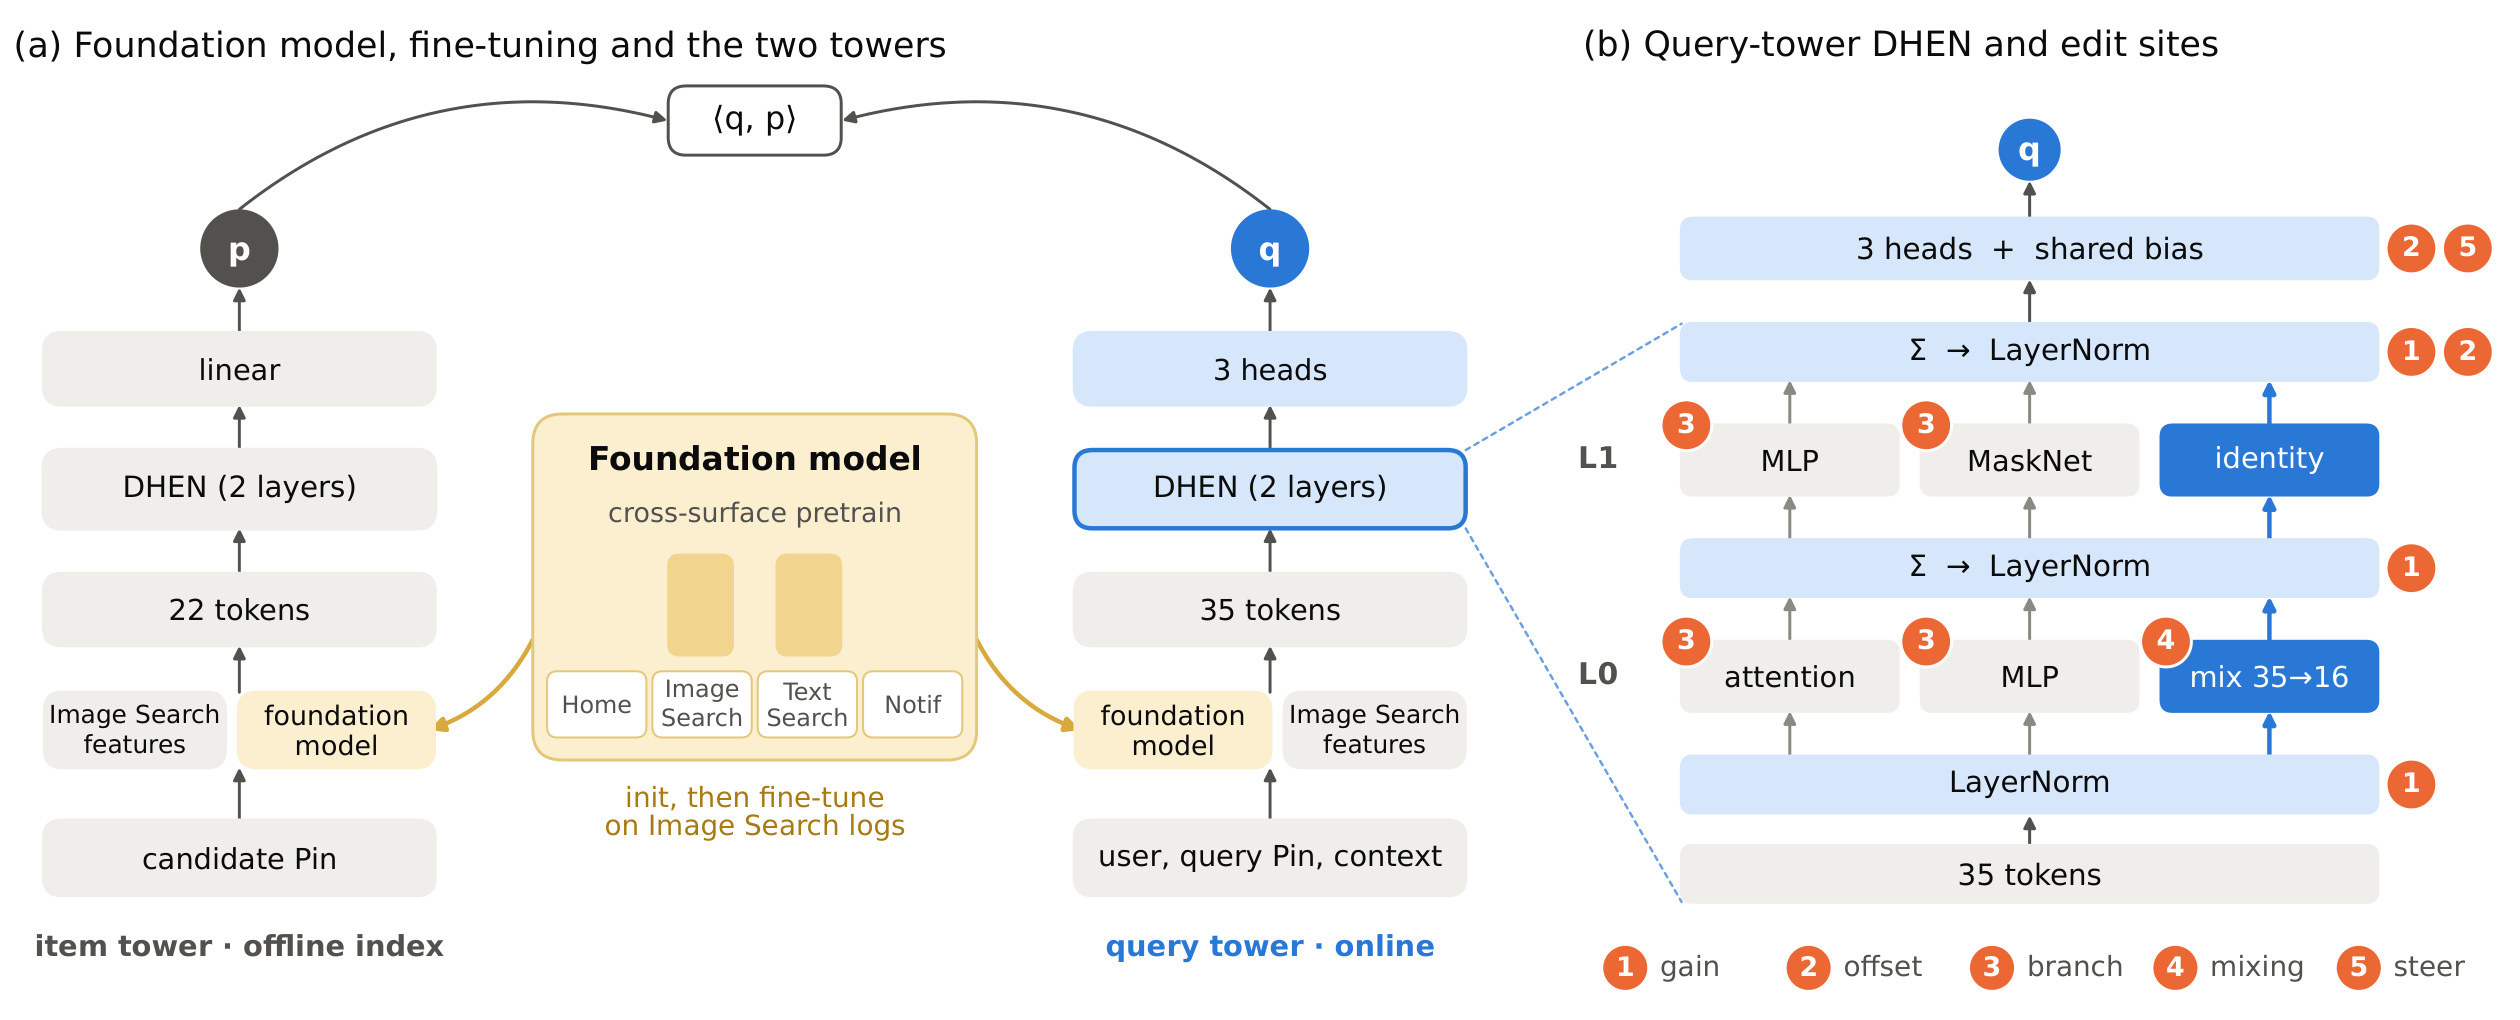 (a) Foundation model, fine-tuning and the two towers
⟨q, p⟩
p
linear
DHEN (2 layers)
22 tokens
Image Search
features
foundation
model
candidate Pin
item tower · offline index
Foundation model
cross-surface pretrain
Home
Image
Search
Text
Search
Notif
init, then fine-tune
on Image Search logs
q
3 heads
DHEN (2 layers)
35 tokens
foundation
model
Image Search
features
user, query Pin, context
query tower · online
(b) Query-tower DHEN and edit sites
q
3 heads + shared bias
2 5
Σ → LayerNorm
1 2
L1
3 MLP
3 MaskNet
identity
Σ → LayerNorm
1
L0
3 attention
3 MLP
4 mix 35→16
LayerNorm
1
35 tokens
1 gain 2 offset 3 branch 4 mixing 5 steer